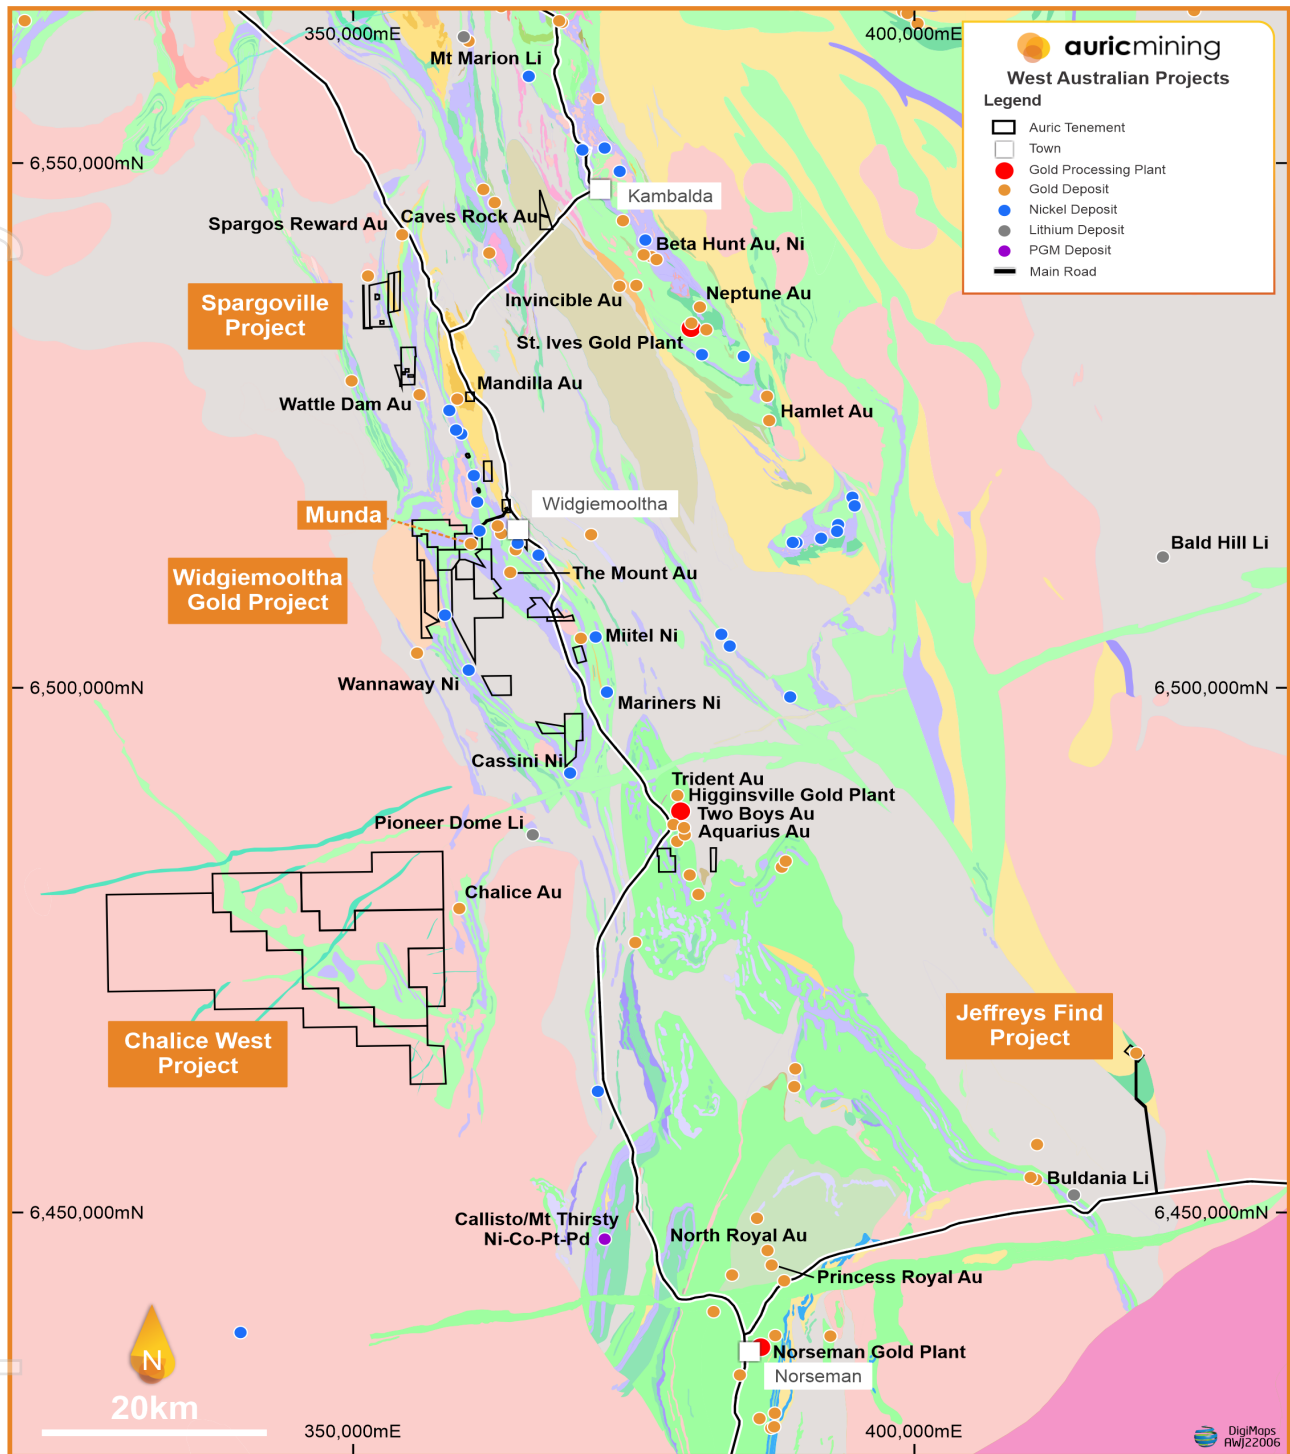 350,000mE
400,000mE
auricmining
West Australian Projects
Legend
Auric Tenement
Town
Gold Processing Plant
Gold Deposit
Nickel Deposit
Lithium Deposit
PGM Deposit
Main Road
Mt Marion Li
6,550,000mN
Kambalda
Caves Rock Au
Spargos Reward Au
Beta Hunt Au, Ni
Spargoville
Project
Invincible Au
Neptune Au
St. Ives Gold Plant
Mandilla Au
Wattle Dam Au
Hamlet Au
Widgiemooltha
Munda
Bald Hill Li
Widgiemooltha
Gold Project
The Mount Au
Miitel Ni
Wannaway Ni
6,500,000mN
6,500,000mN
Mariners Ni
Cassini Ni
Trident Au
Higginsville Gold Plant
Two Boys Au
Pioneer Dome Li
Aquarius Au
Chalice Au
Jeffreys Find
Project
Chalice West
Project
Buldania Li
6,450,000mN
6,450,000mN
Callisto/Mt Thirsty
Ni-Co-Pt-Pd
North Royal Au
Princess Royal Au
N
Norseman Gold Plant
Norseman
20km
350,000mE
400,000mE
DigiMaps
AWJ22006